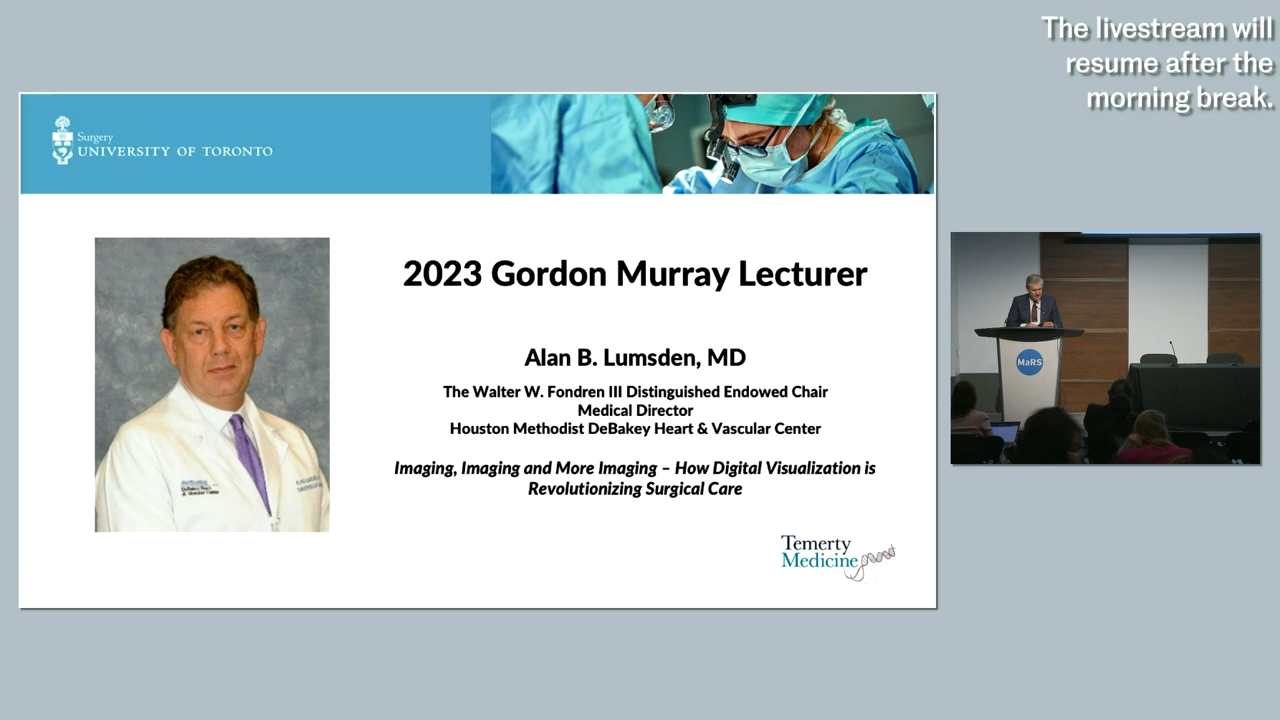 The livestream will
resume after the
morning break.
Surgery
UNIVERSITY OF TORONTO
2023 Gordon Murray Lecturer
Alan B. Lumsden, MD
The Walter W. Fondren III Distinguished Endowed Chair
Medical Director
Houston Methodist DeBakey Heart & Vascular Center
Imaging, Imaging and More Imaging – How Digital Visualization is
Revolutionizing Surgical Care
Temerty
Medicine
MaRS